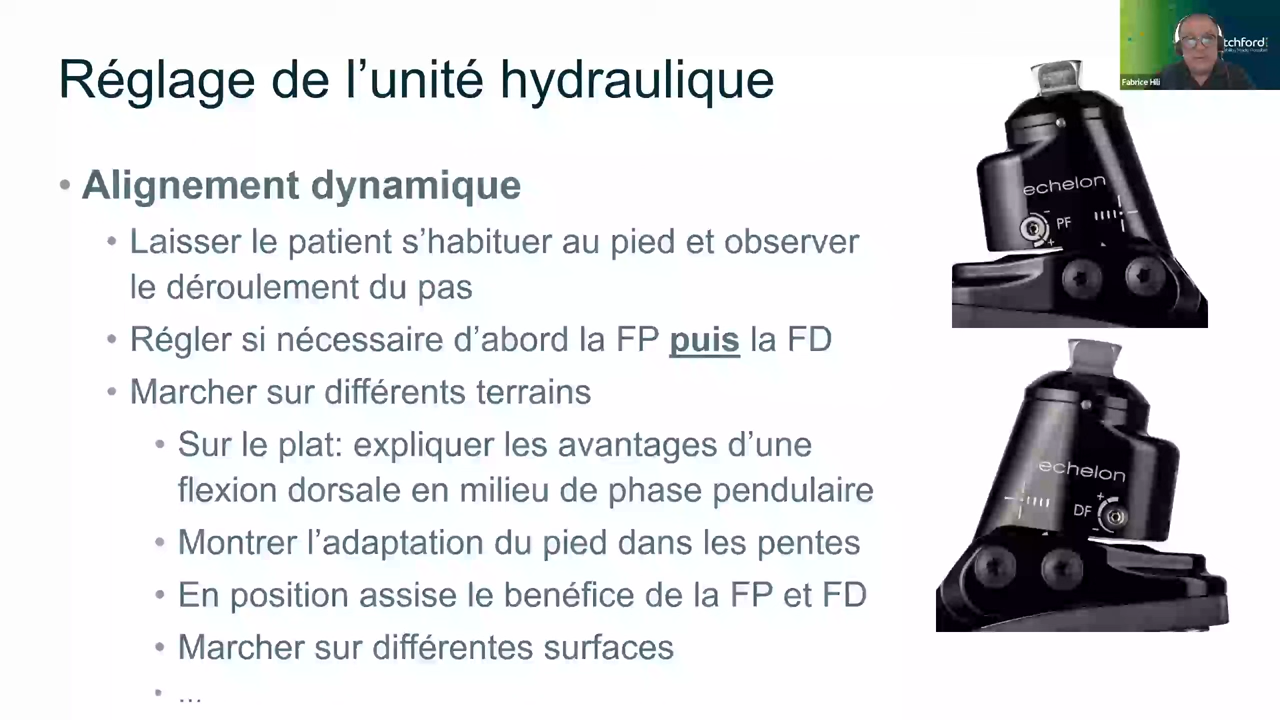 Réglage de l’unité hydraulique
• Alignement dynamique
• Laisser le patient s’habituer au pied et observer
le déroulement du pas
• Régler si nécessaire d’abord la FP puis la FD
• Marcher sur différents terrains
• Sur le plat: expliquer les avantages d’une
flexion dorsale en milieu de phase pendulaire
• Montrer l’adaptation du pied dans les pentes
• En position assise le benéfice de la FP et FD
• Marcher sur différentes surfaces
• ...
tchford
Fabrice Hili
echelon
PF
- +
echelon
DF
+ -